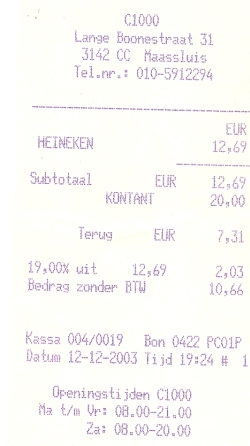 C1000
Lange Boonestraat 31
3142 CC Maassluis
Tel.nr.: 010-5912294
EUR
HEINEKEN 12,69
Subtotaal EUR 12,69
KONTANT 20,00
Terug EUR 7,31
19,00% uit 12,69 2,03
Bedrag zonder BTW 10,66
Kassa 004/0019 Bon 0422 PC01P
Datum 12-12-2003 Tijd 19:24 # 1
Openingstijden C1000
Ma t/m Vr: 08.00-21.00
Za: 08.00-20.00